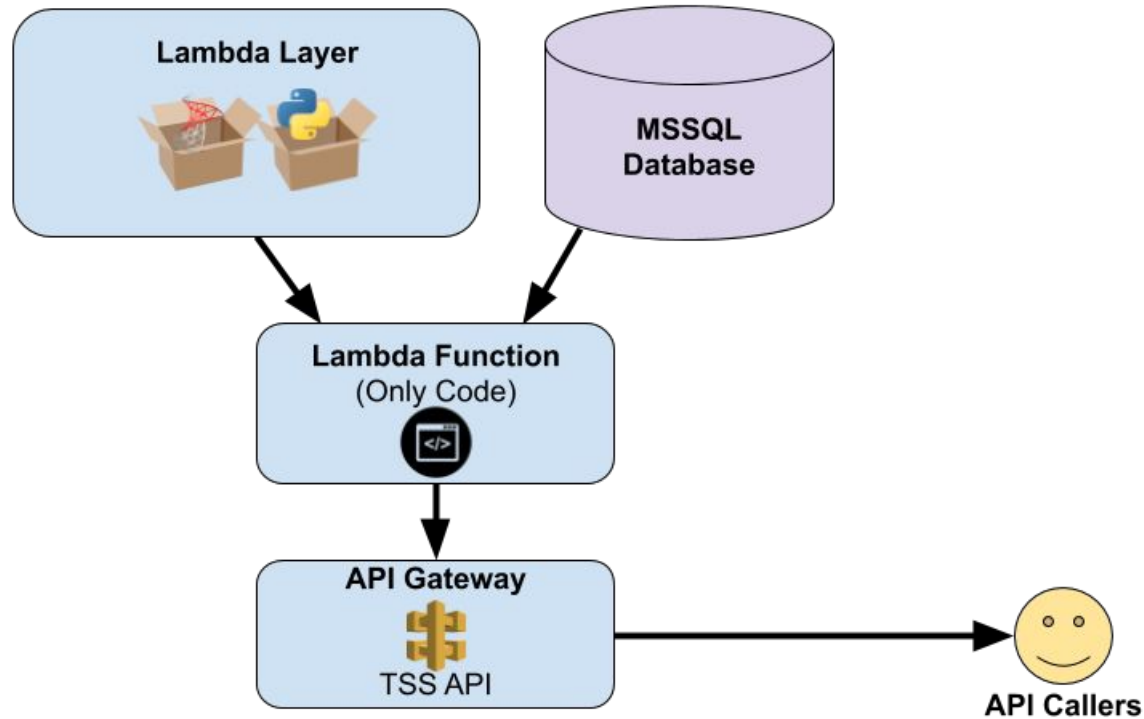 Lambda Layer
MSSQL
Database
Lambda Function
(Only Code)
</>
API Gateway
TSS API
API Callers